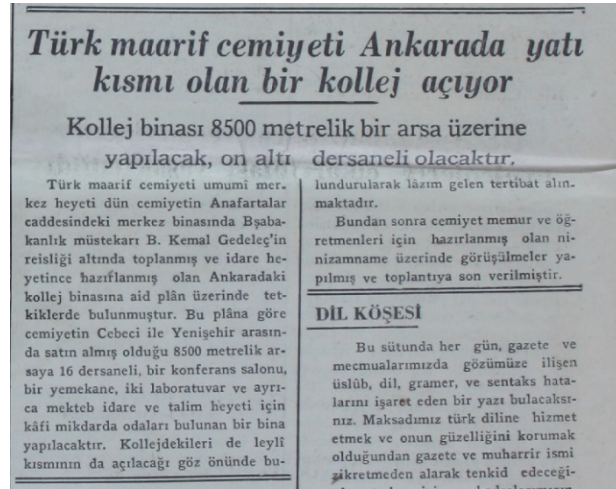 Türk maarif cemiyeti Ankarada yatı
kısmı olan bir kollej açıyor
Kollej binası 8500 metrelik bir arsa üzerine
yapılacak, on altı dersaneli olacaktır.
Türk maarif cemiyeti umumî mer-
kez heyeti dün cemiyetin Anafartalar
caddesindeki merkez binasında Bşaba-
kanlık müstekarı B. Kemal Gedeleç'in
reisliği altında toplanmış ve idare he-
yetince hazıflanmış olan Ankaradaki
kollej binasına aid plân üzerinde tet-
kiklerde bulunmuştur. Bu plâna göre
cemiyetin Cebeci ile Yenişehir arasın-
da satın almış olduğu 8500 metrelik ar-
saya 16 dersaneli, bir konferans salonu,
bir yemekane, iki laboratuvar ve ayrı-
ca mekteb idare ve talim heyeti için
kâfi mikdarda odaları bulunan bir bina
yapılacaktır. Kollejdekileri de leylî
kısmının da açılacağı göz önünde bu-
lundurularak lâzım gelen tertibat alın-
maktadır.
Bundan sonra cemiyet memur ve öğ-
retmenleri için hazırlanmış olan ni-
nizamname üzerinde görüşülmeler ya-
pılmış ve toplantıya son verilmiştir.
DİL KÖŞESİ
Bu sütunda her gün, gazete ve
mecmualarımızda gözümüze ilişen
üslûb, dil, gramer, ve sentaks hata-
larını işaret eden bir yazı bulacaksı-
nız. Maksadımız türk diline hizmet
etmek ve onun güzelliğini korumak
olduğundan gazete ve muharrir ismi
zikretmeden alarak tenkid edeceği-